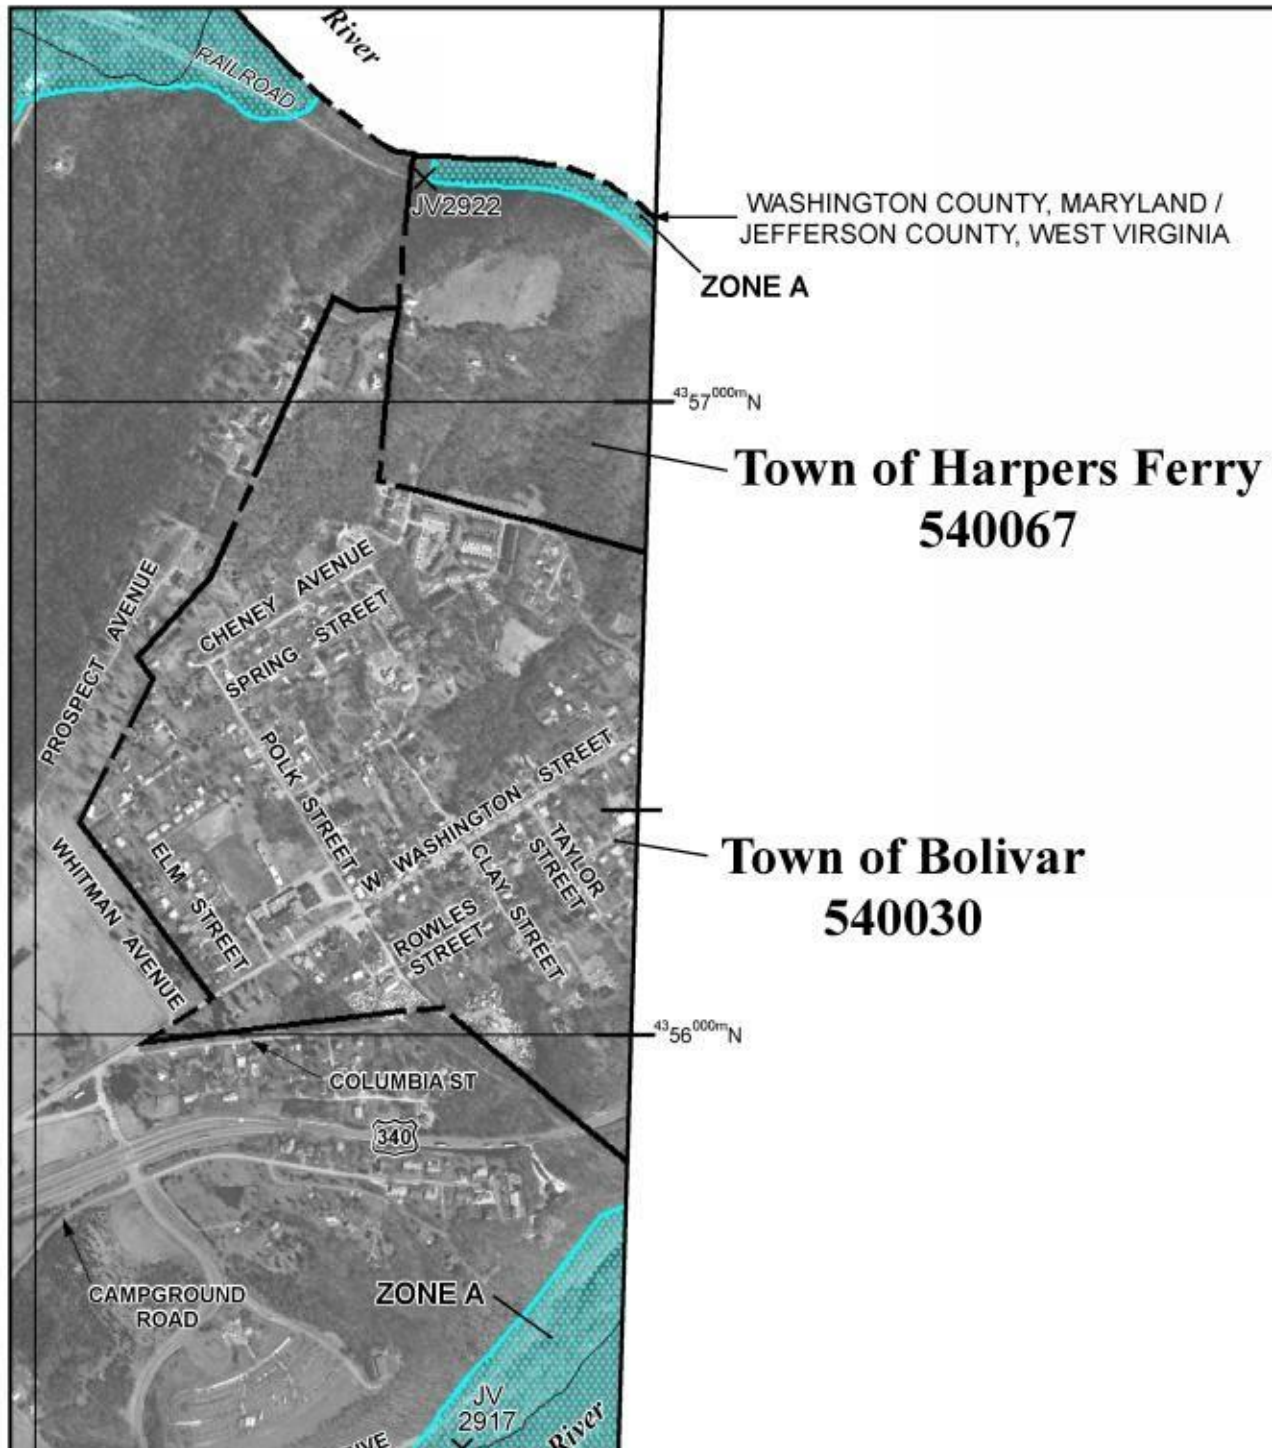 River
RAILROAD
JV2922
WASHINGTON COUNTY, MARYLAND /
JEFFERSON COUNTY, WEST VIRGINIA
ZONE A
4357000mN
Town of Harpers Ferry
540067
PROSPECT AVENUE
CHENEY AVENUE
SPRING STREET
POLK STREET
W WASHINGTON STREET
TAYLOR
STREET
Town of Bolivar
540030
ELM STREET
WHITMAN AVENUE
CLAY STREET
ROWLES
STREET
4356000mN
COLUMBIA ST
340
CAMPGROUND
ROAD
ZONE A
JV
2917
River